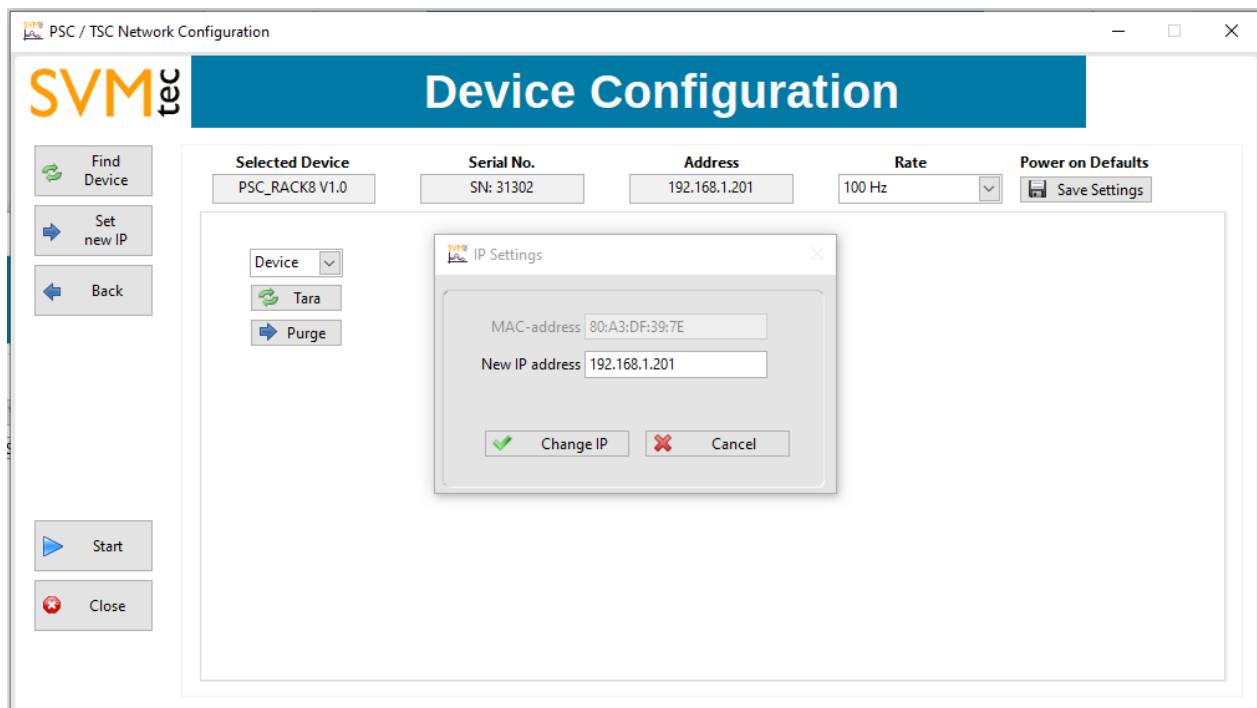 PSC / TSC Network Configuration
SVMtec
Device Configuration
Find
Device
Set
new IP
Back
Start
Close
Selected Device
PSC_RACK8 V1.0
Serial No.
SN: 31302
Address
192.168.1.201
Rate
100 Hz
Power on Defaults
Save Settings
Device
Tara
Purge
IP Settings
MAC-address 80:A3:DF:39:7E
New IP address 192.168.1.201
Change IP
Cancel